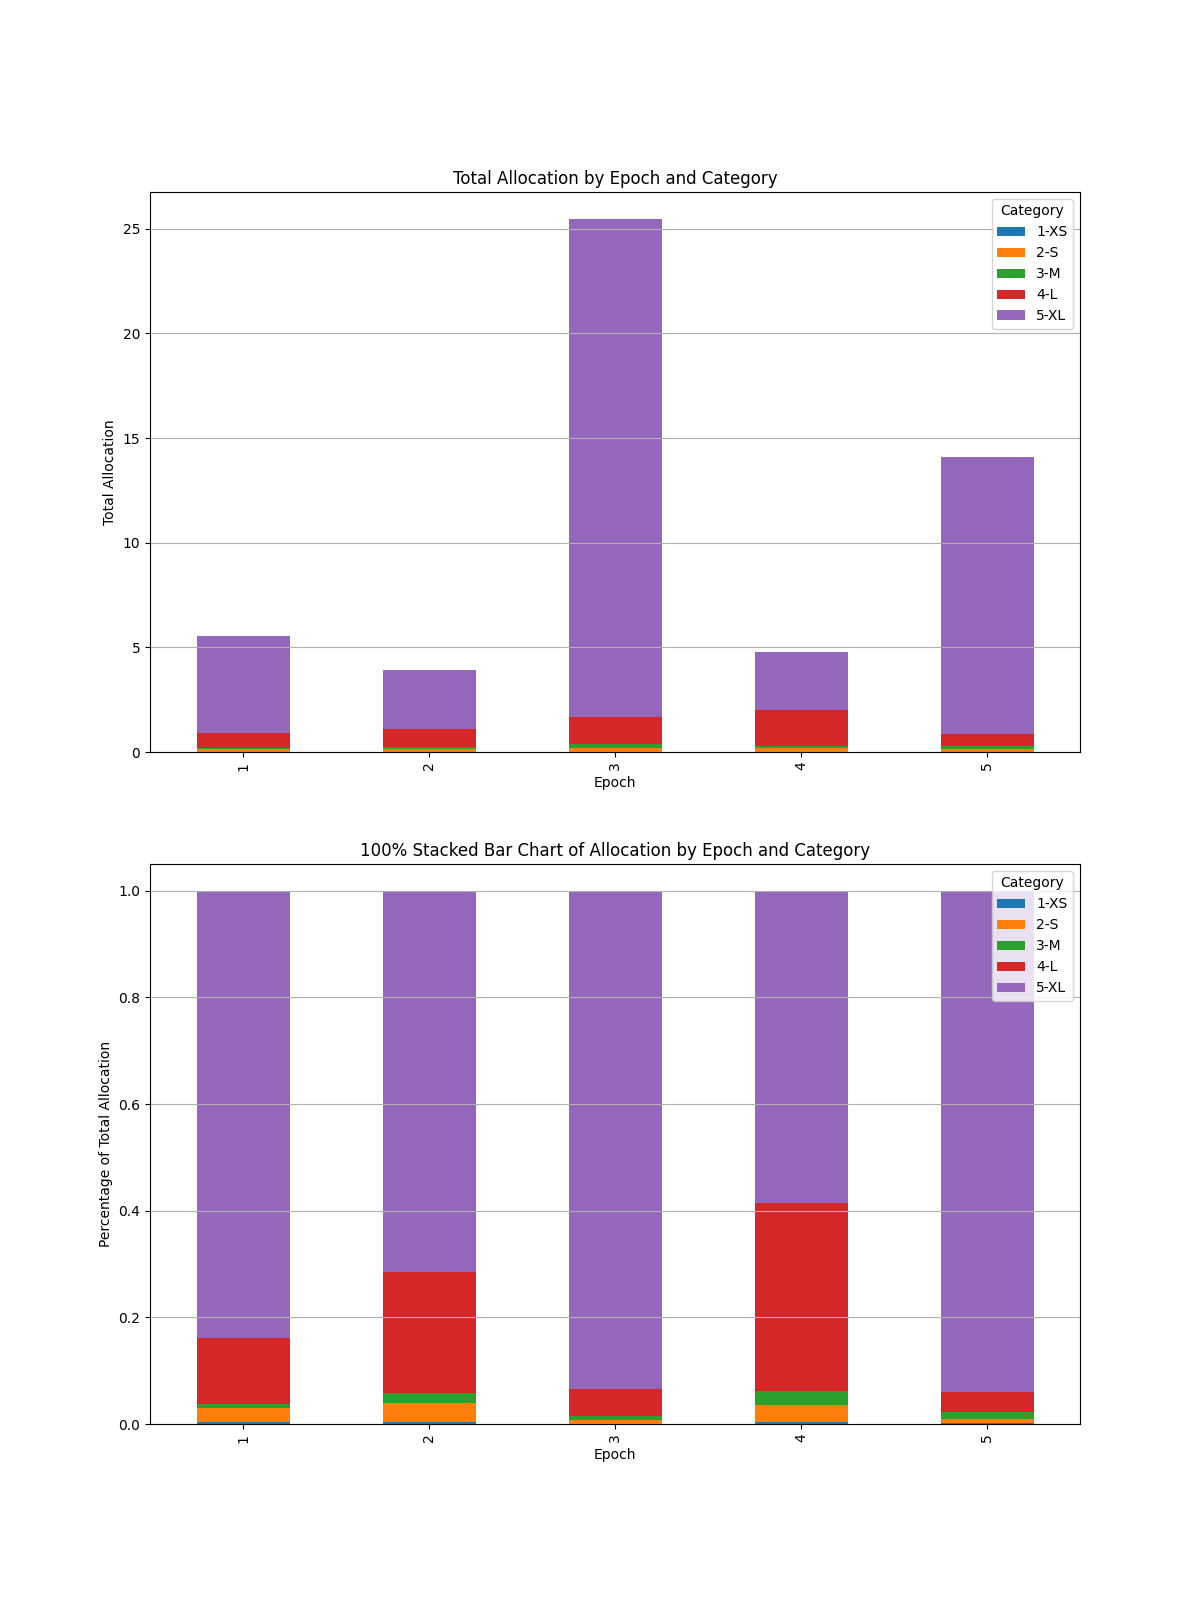 Total Allocation by Epoch and Category
Category
1-XS
2-S
3-M
4-L
5-XL
25
20
15
10
5
0
Total Allocation
1
2
3
4
5
Epoch
100% Stacked Bar Chart of Allocation by Epoch and Category
Category
1-XS
2-S
3-M
4-L
5-XL
1.0
0.8
0.6
0.4
0.2
0.0
Percentage of Total Allocation
1
2
3
4
5
Epoch